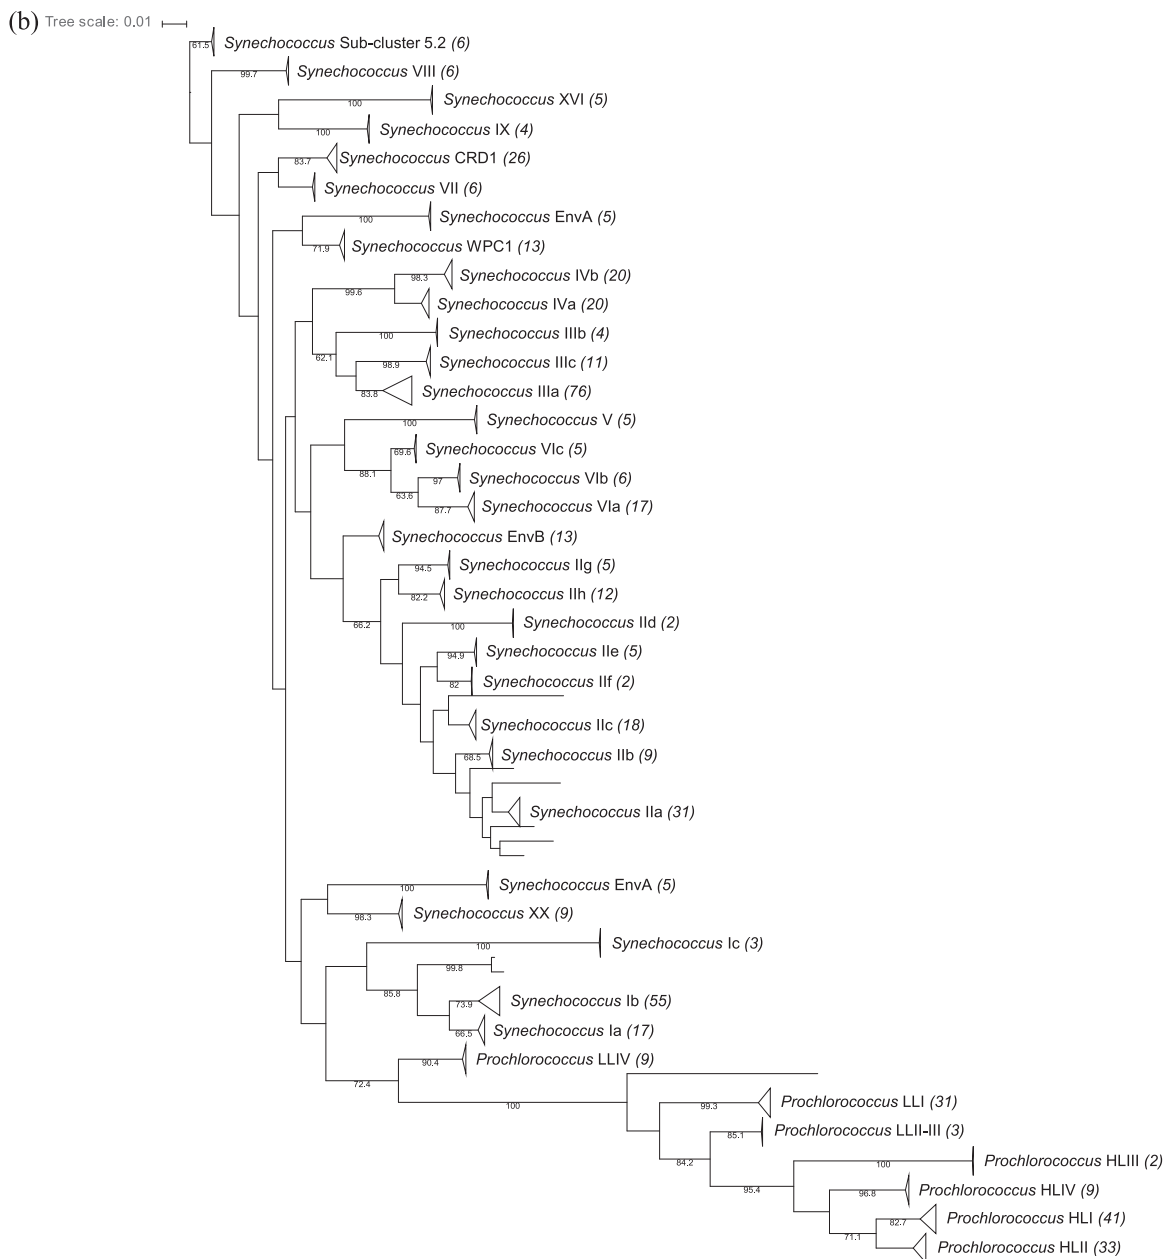 (b) Tree scale: 0.01
61.5 Synechococcus Sub-cluster 5.2 (6)
99.7 Synechococcus VIII (6)
100 Synechococcus XVI (5)
100 Synechococcus IX (4)
83.7 Synechococcus CRD1 (26)
Synechococcus VII (6)
100 Synechococcus EnvA (5)
71.9 Synechococcus WPC1 (13)
98.3 Synechococcus IVb (20)
99.6
Synechococcus IVa (20)
100 Synechococcus IIIb (4)
62.1
98.9 Synechococcus IIIc (11)
83.8 Synechococcus IIIa (76)
100 Synechococcus V (5)
69.6 Synechococcus VIc (5)
88.1
97 Synechococcus VIb (6)
63.6
87.7 Synechococcus VIa (17)
Synechococcus EnvB (13)
94.5 Synechococcus IIg (5)
82.2 Synechococcus IIh (12)
66.2
100 Synechococcus IId (2)
94.9 Synechococcus IIe (5)
82 Synechococcus IIf (2)
Synechococcus IIc (18)
68.5 Synechococcus IIb (9)
Synechococcus IIa (31)
100 Synechococcus EnvA (5)
98.3 Synechococcus XX (9)
100 Synechococcus Ic (3)
99.8
85.8
73.9 Synechococcus Ib (55)
66.5 Synechococcus Ia (17)
90.4 Prochlorococcus LLIV (9)
72.4
100
99.3 Prochlorococcus LLI (31)
85.1 Prochlorococcus LLII-III (3)
84.2
100 Prochlorococcus HLIII (2)
95.4
96.8 Prochlorococcus HLIV (9)
82.7 Prochlorococcus HLI (41)
71.1
Prochlorococcus HLII (33)